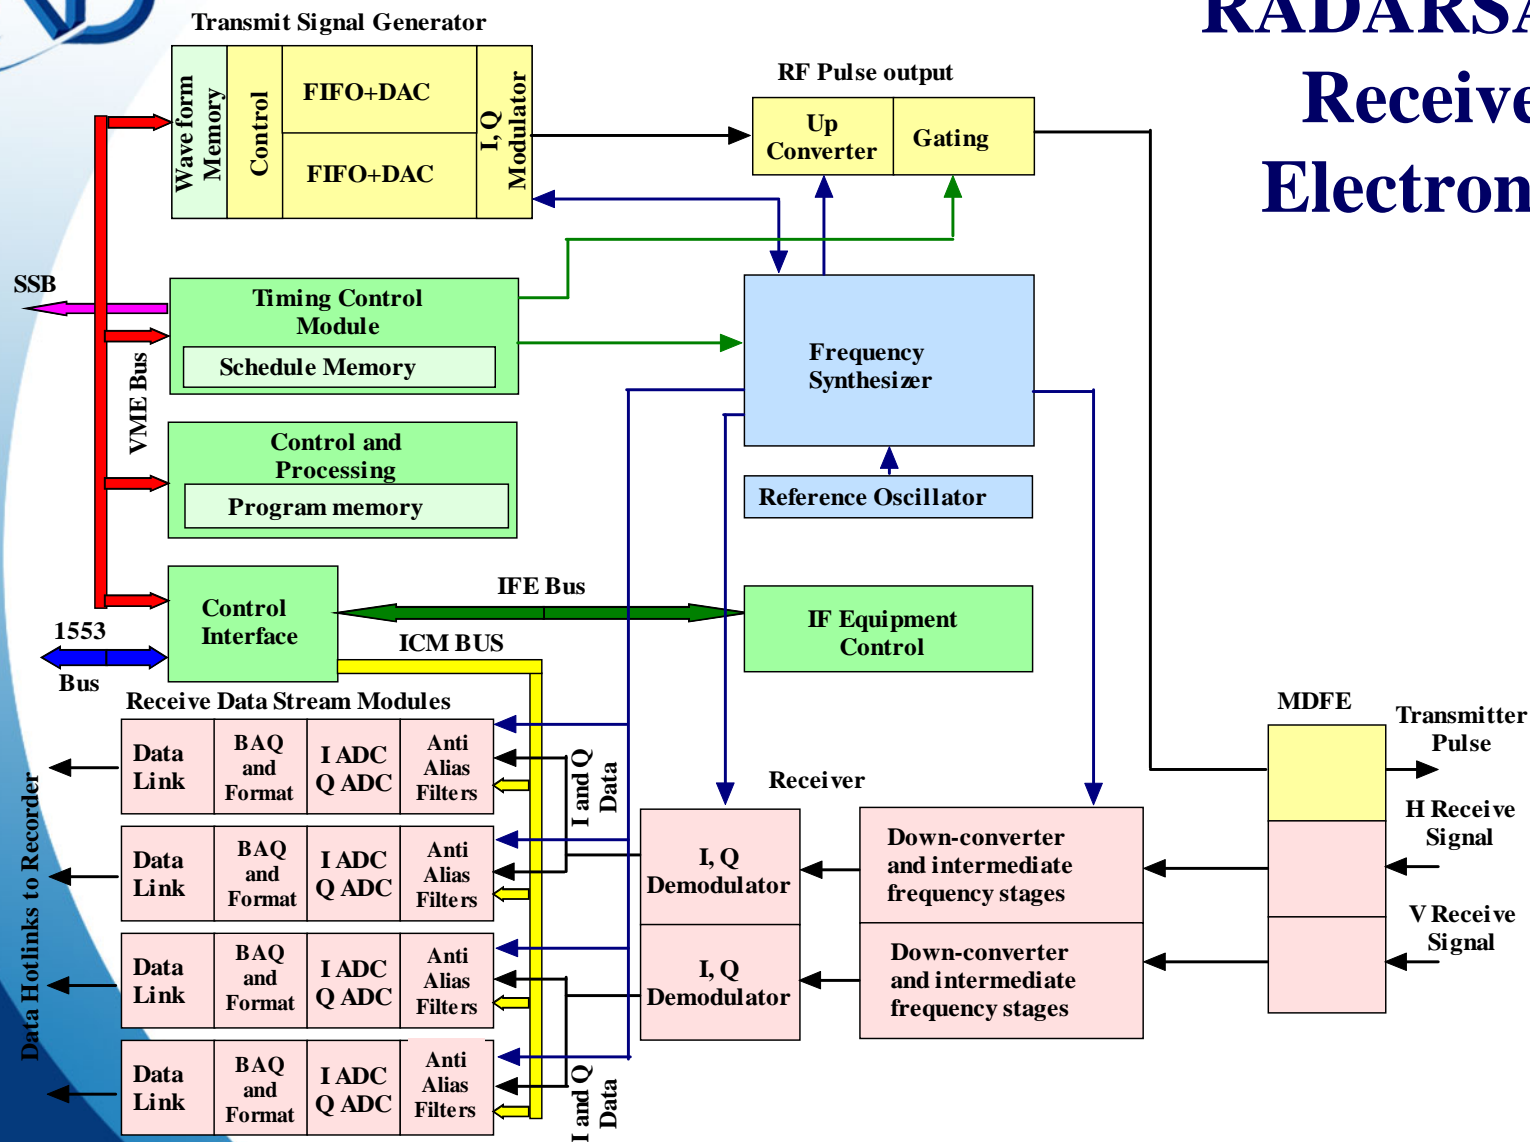 RADARSA
Receive
Electron
Transmit Signal Generator
Waveform
Memory
Control
FIFO+DAC
FIFO+DAC
I, Q
Modulator
RF Pulse output
Up
Converter
Gating
SSB
Timing Control
Module
Schedule Memory
VME Bus
Control and
Processing
Program memory
Frequency
Synthesizer
Reference Oscillator
Control
Interface
IFE Bus
IF Equipment
Control
1553
Bus
ICM BUS
Receive Data Stream Modules
Data
Link
BAQ
and
Format
I ADC
Q ADC
Anti
Alias
Filters
Data
Link
BAQ
and
Format
I ADC
Q ADC
Anti
Alias
Filters
Data
Link
BAQ
and
Format
I ADC
Q ADC
Anti
Alias
Filters
Data
Link
BAQ
and
Format
I ADC
Q ADC
Anti
Alias
Filters
Data Hotlinks to Recorder
I and Q
Data
I and Q
Data
Receiver
I, Q
Demodulator
I, Q
Demodulator
Down-converter
and intermediate
frequency stages
Down-converter
and intermediate
frequency stages
MDFE
Transmitter
Pulse
H Receive
Signal
V Receive
Signal